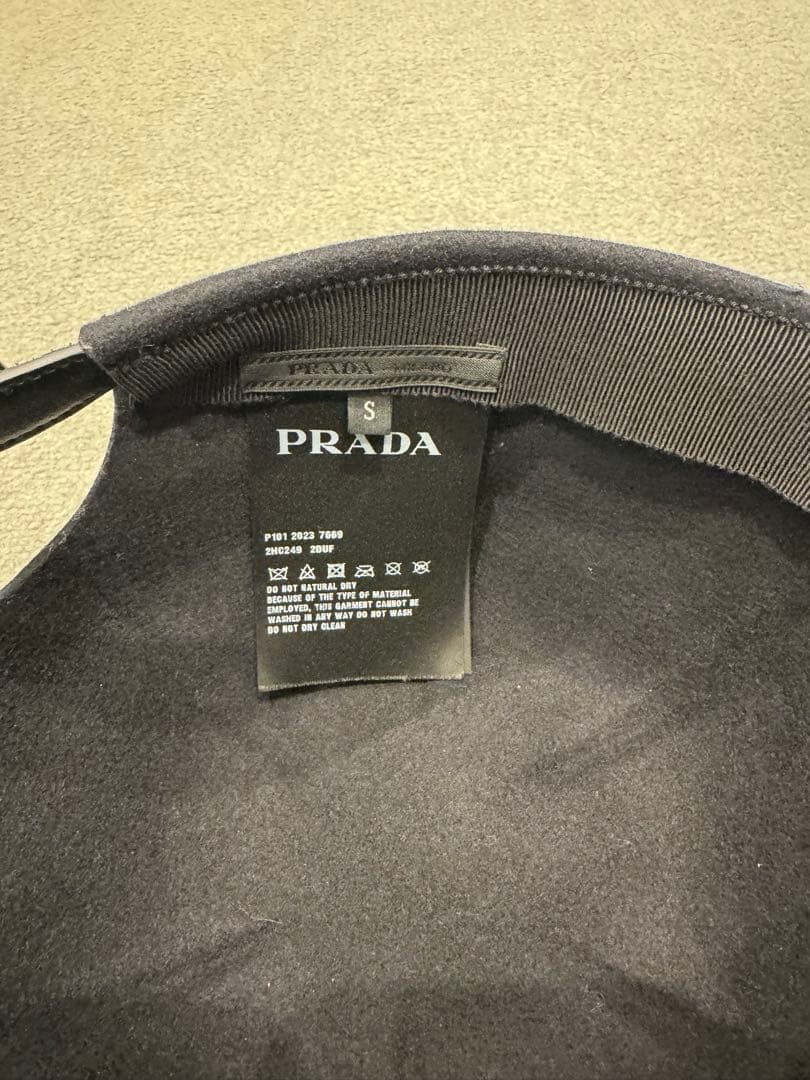 PRADA MILANO
S
PRADA
P101 2023 7669
2HC249 2DUF
DO NOT NATURAL DRY
BECAUSE OF THE TYPE OF MATERIAL
EMPLOYED, THIS GARMENT CANNOT BE
WASHED IN ANY WAY DO NOT WASH
DO NOT DRY CLEAN